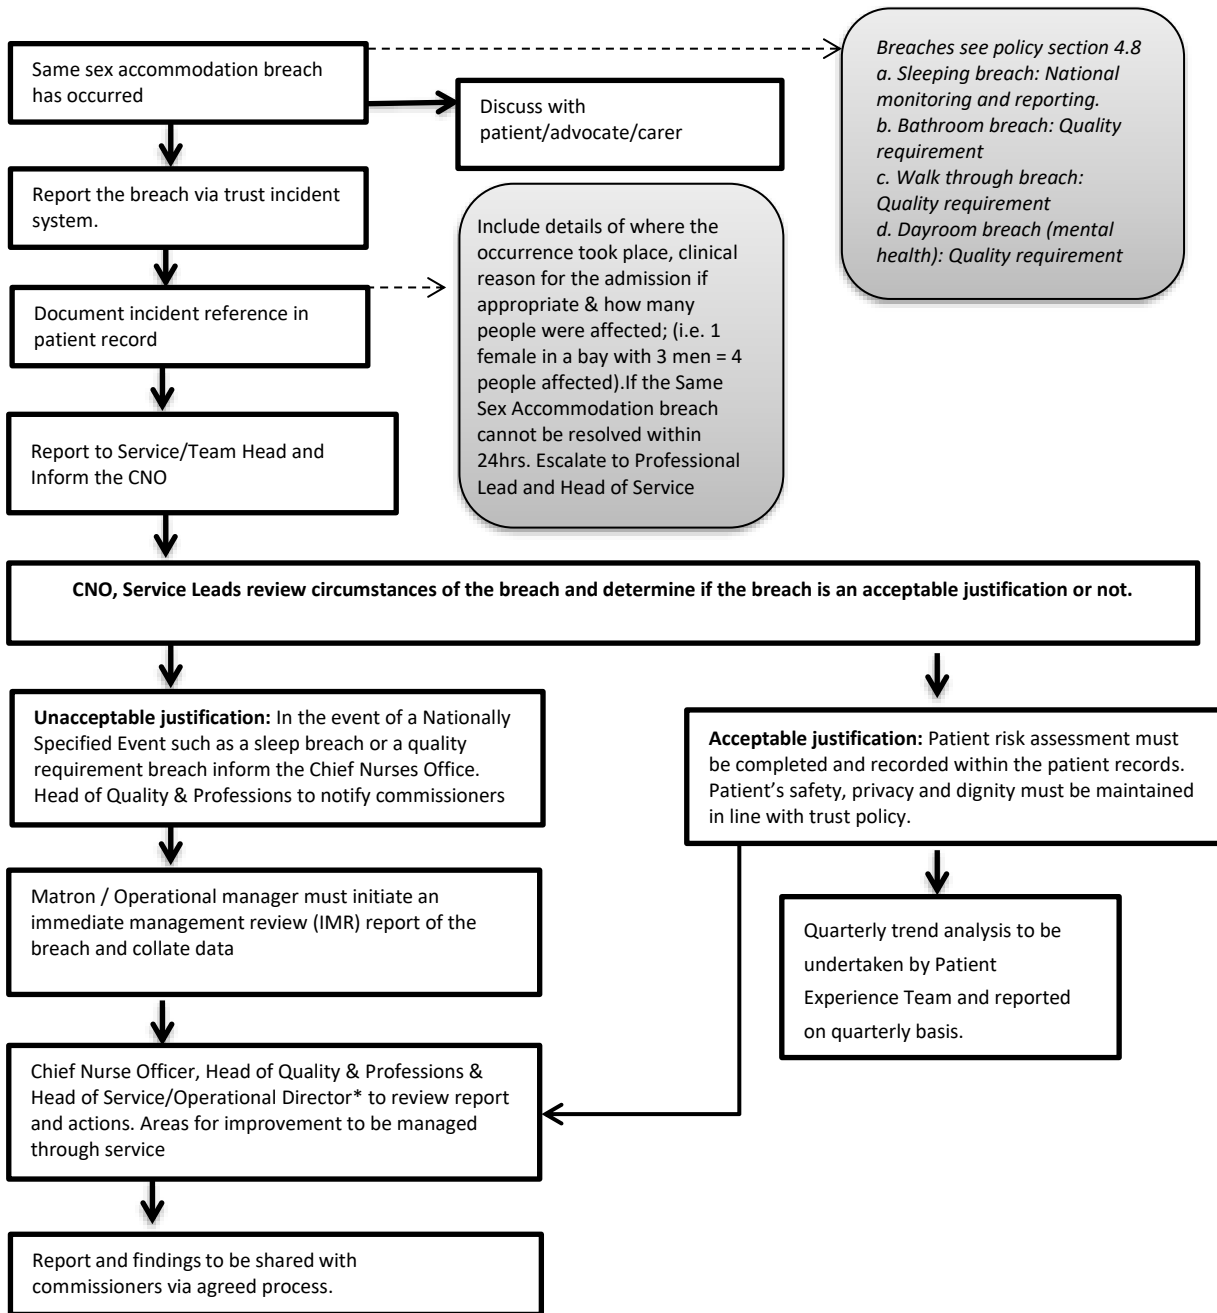 Same sex accommodation breach
has occurred
Discuss with
patient/advocate/carer
Breaches see policy section 4.8
a. Sleeping breach: National
monitoring and reporting.
b. Bathroom breach: Quality
requirement
c. Walk through breach:
Quality requirement
d. Dayroom breach (mental
health): Quality requirement
Report the breach via trust incident
system.
Include details of where the
occurrence took place, clinical
reason for the admission if
appropriate & how many
people were affected; (i.e. 1
female in a bay with 3 men = 4
people affected).If the Same
Sex Accommodation breach
cannot be resolved within
24hrs. Escalate to Professional
Lead and Head of Service
Document incident reference in
patient record
Report to Service/Team Head and
Inform the CNO
CNO, Service Leads review circumstances of the breach and determine if the breach is an acceptable justification or not.
Unacceptable justification: In the event of a Nationally
Specified Event such as a sleep breach or a quality
requirement breach inform the Chief Nurses Office.
Head of Quality & Professions to notify commissioners
Acceptable justification: Patient risk assessment must
be completed and recorded within the patient records.
Patient's safety, privacy and dignity must be maintained
in line with trust policy.
Matron / Operational manager must initiate an
immediate management review (IMR) report of the
breach and collate data
Quarterly trend analysis to be
undertaken by Patient
Experience Team and reported
on quarterly basis.
Chief Nurse Officer, Head of Quality & Professions &
Head of Service/Operational Director* to review report
and actions. Areas for improvement to be managed
through service
Report and findings to be shared with
commissioners via agreed process.